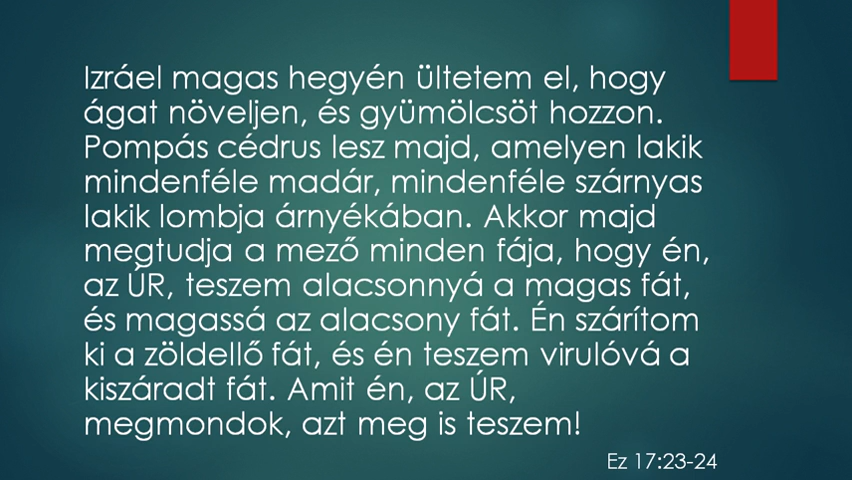 Izráel magas hegyén ültetem el, hogy
ágat növeljen, és gyümölcsöt hozzon.
Pompás cédrus lesz majd, amelyen lakik
mindenféle madár, mindenféle szárnyas
lakik lombja árnyékában. Akkor majd
megtudja a mező minden fája, hogy én,
az ÚR, teszem alacsonnyá a magas fát,
és magassá az alacsony fát. Én szárítom
ki a zöldellő fát, és én teszem virulóvá a
kiszáradt fát. Amit én, az ÚR,
megmondok, azt meg is teszem!
Ez 17:23-24